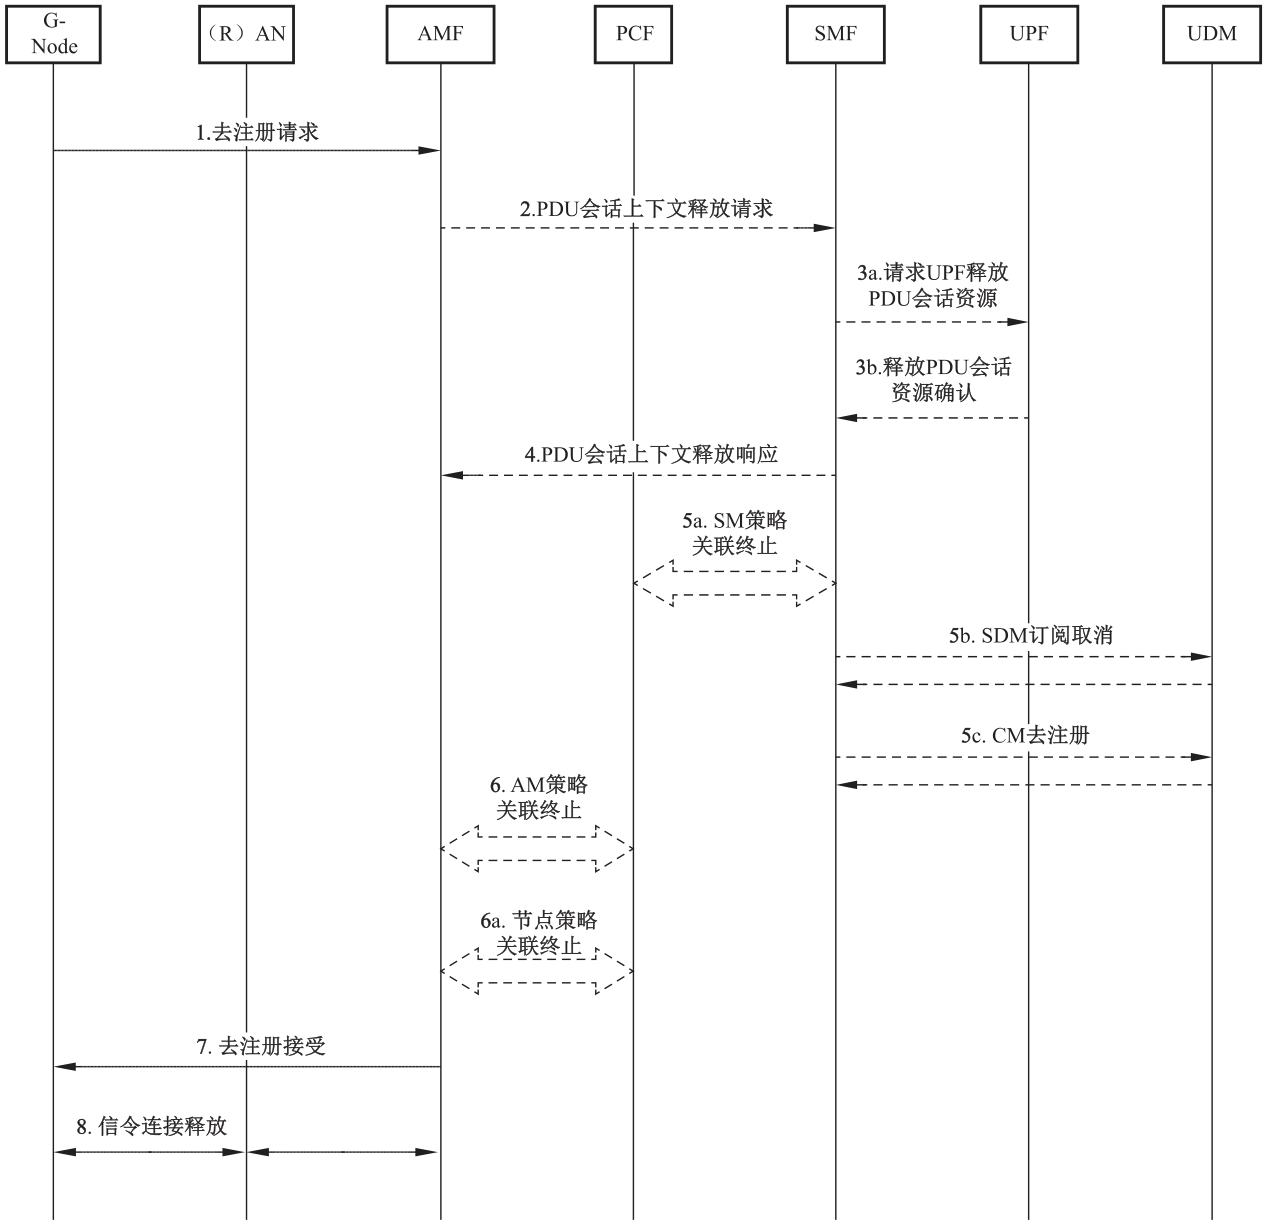 G-
Node
（R）AN
AMF
PCF
SMF
UPF
UDM
1.去注册请求
2.PDU会话上下文释放请求
3a.请求UPF释放
PDU会话资源
3b.释放PDU会话
资源确认
4.PDU会话上下文释放响应
5a. SM策略
关联终止
5b. SDM订阅取消
5c. CM去注册
6. AM策略
关联终止
6a. 节点策略
关联终止
7. 去注册接受
8. 信令连接释放